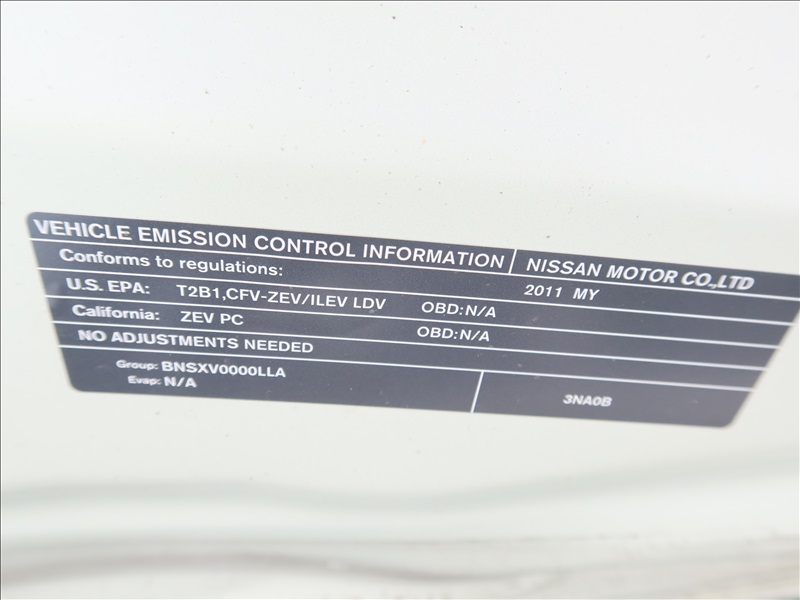 VEHICLE EMISSION CONTROL INFORMATION NISSAN MOTOR CO.,LTD
Conforms to regulations: 2011 MY
U.S. EPA: T2B1,CFV-ZEV/ILEV LDV OBD:N/A
California: ZEV PC OBD:N/A
NO ADJUSTMENTS NEEDED
Group: BNSXV0000LLA
Evap: N/A
3NA0B